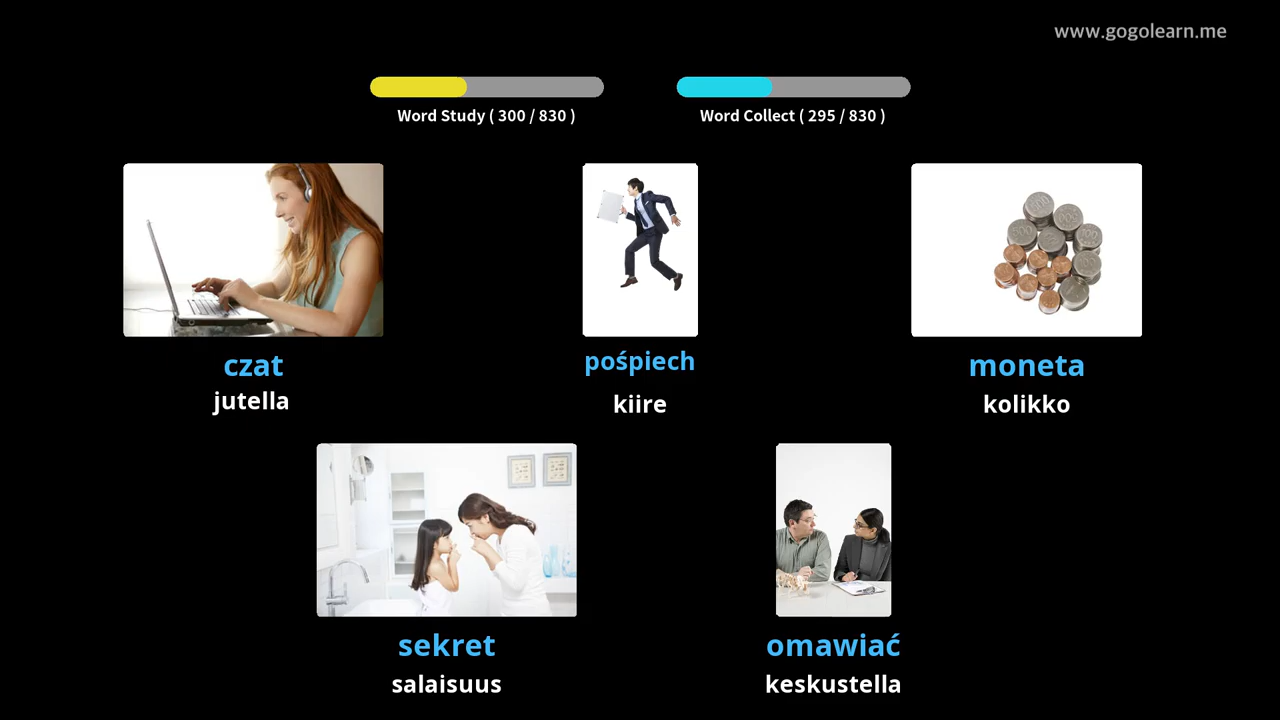 www.gogolearn.me
Word Study ( 300 / 830 )
Word Collect ( 295 / 830 )
czat
jutella
pośpiech
kiire
moneta
kolikko
sekret
salaisuus
omawiać
keskustella